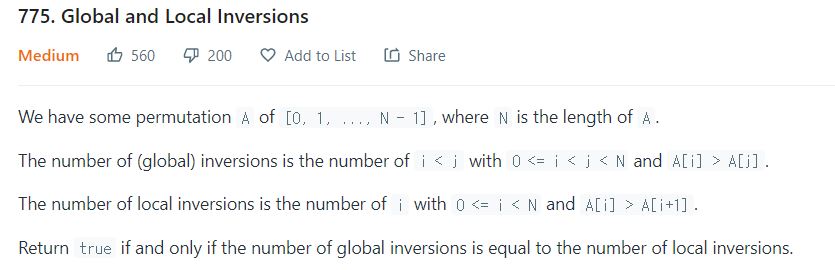 775. Global and Local Inversions
Medium 560 200 Add to List Share
We have some permutation A of [0, 1, ..., N - 1] , where N is the length of A .
The number of (global) inversions is the number of i < j with 0 <= i < j < N and A[i] > A[j] .
The number of local inversions is the number of i with 0 <= i < N and A[i] > A[i+1] .
Return true if and only if the number of global inversions is equal to the number of local inversions.